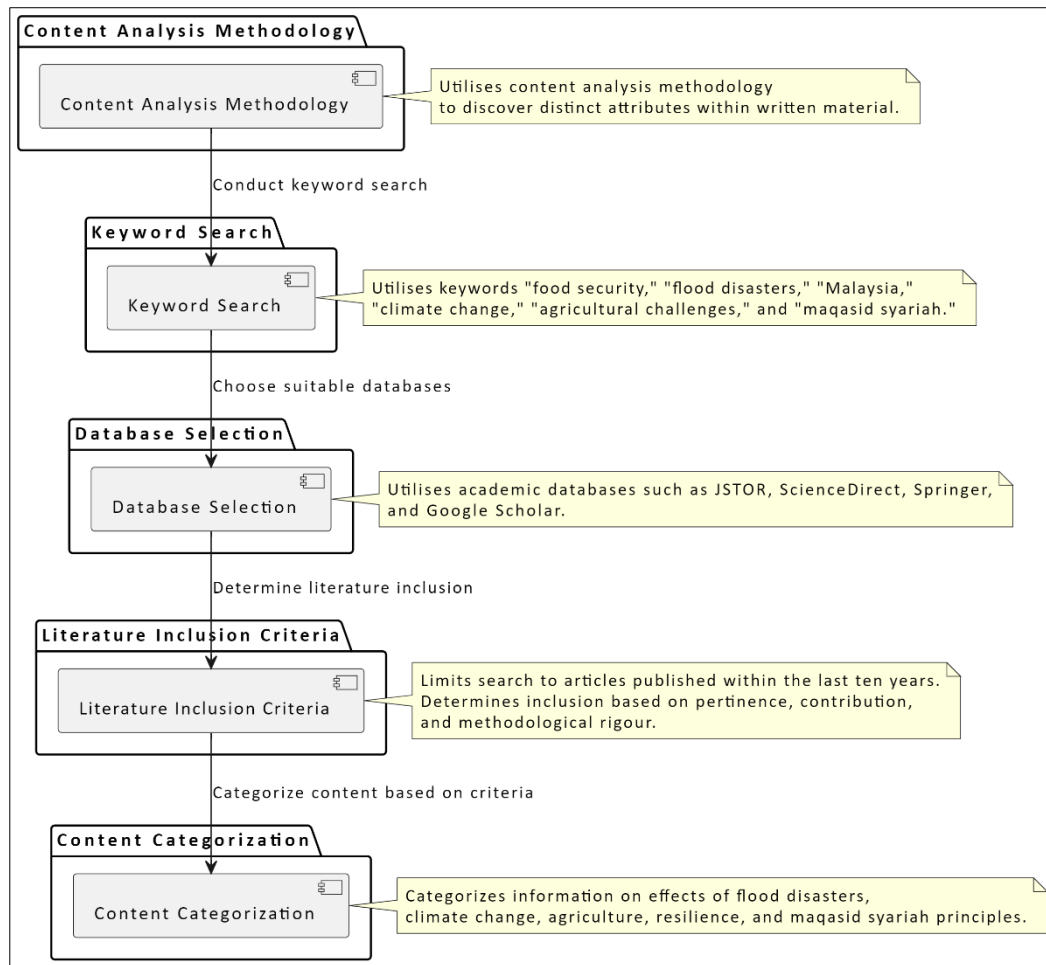 Content Analysis Methodology
Content Analysis Methodology
Utilises content analysis methodology
to discover distinct attributes within written material.
Conduct keyword search
Keyword Search
Keyword Search
Utilises keywords "food security," "flood disasters," "Malaysia,"
"climate change," "agricultural challenges," and "maqasid syariah."
Choose suitable databases
Database Selection
Database Selection
Utilises academic databases such as JSTOR, ScienceDirect, Springer,
and Google Scholar.
Determine literature inclusion
Literature Inclusion Criteria
Literature Inclusion Criteria
Limits search to articles published within the last ten years.
Determines inclusion based on pertinence, contribution,
and methodological rigour.
Categorize content based on criteria
Content Categorization
Content Categorization
Categorizes information on effects of flood disasters,
climate change, agriculture, resilience, and maqasid syariah principles.